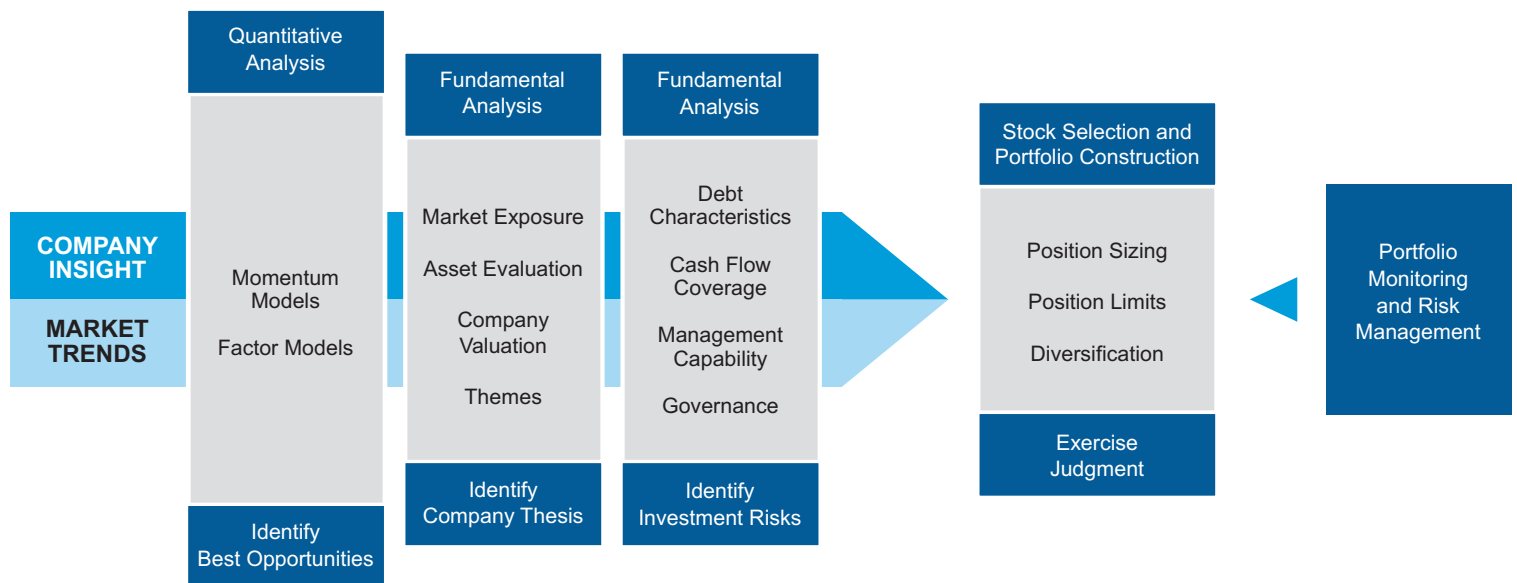 COMPANY
INSIGHT
MARKET
TRENDS
Quantitative
Analysis
Momentum
Models
Factor Models
Identify
Best Opportunities
Fundamental
Analysis
Market Exposure
Asset Evaluation
Company
Valuation
Themes
Identify
Company Thesis
Fundamental
Analysis
Debt
Characteristics
Cash Flow
Coverage
Management
Capability
Governance
Identify
Investment Risks
Stock Selection and
Portfolio Construction
Position Sizing
Position Limits
Diversification
Exercise
Judgment
Portfolio
Monitoring
and Risk
Management